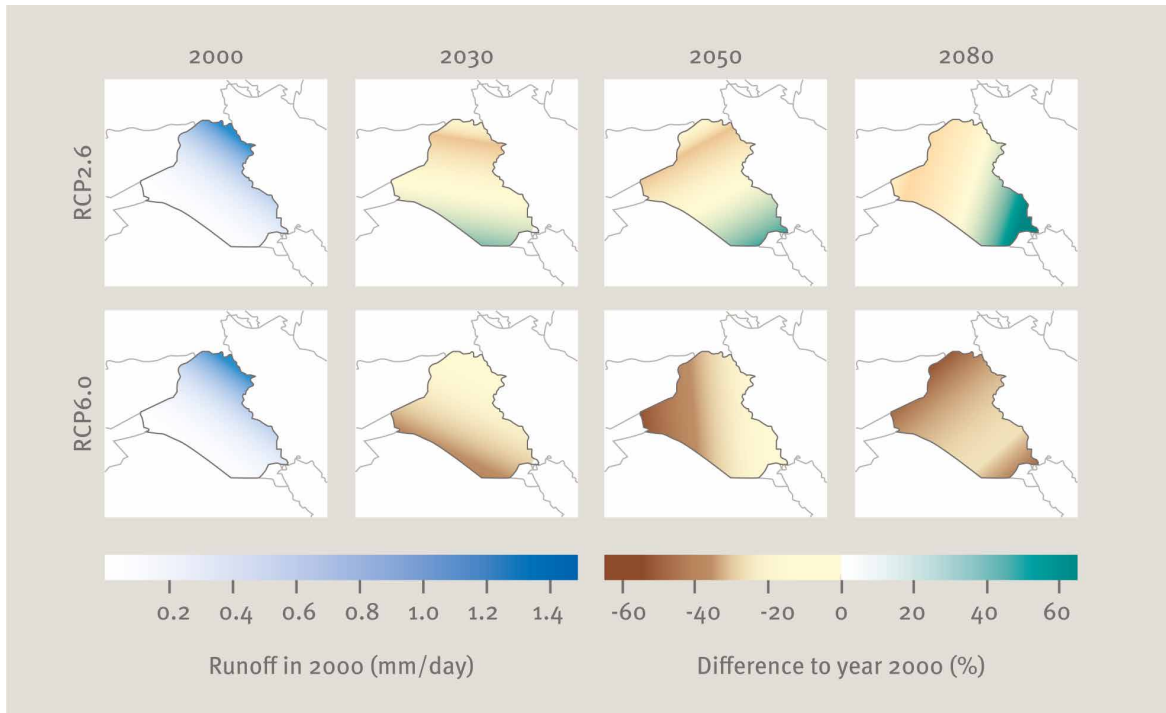 2000 2030 2050 2080
RCP2.6
RCP6.0
0.2 0.4 0.6 0.8 1.0 1.2 1.4
-60 -40 -20 0 20 40 60
Runoff in 2000 (mm/day)
Difference to year 2000 (%)